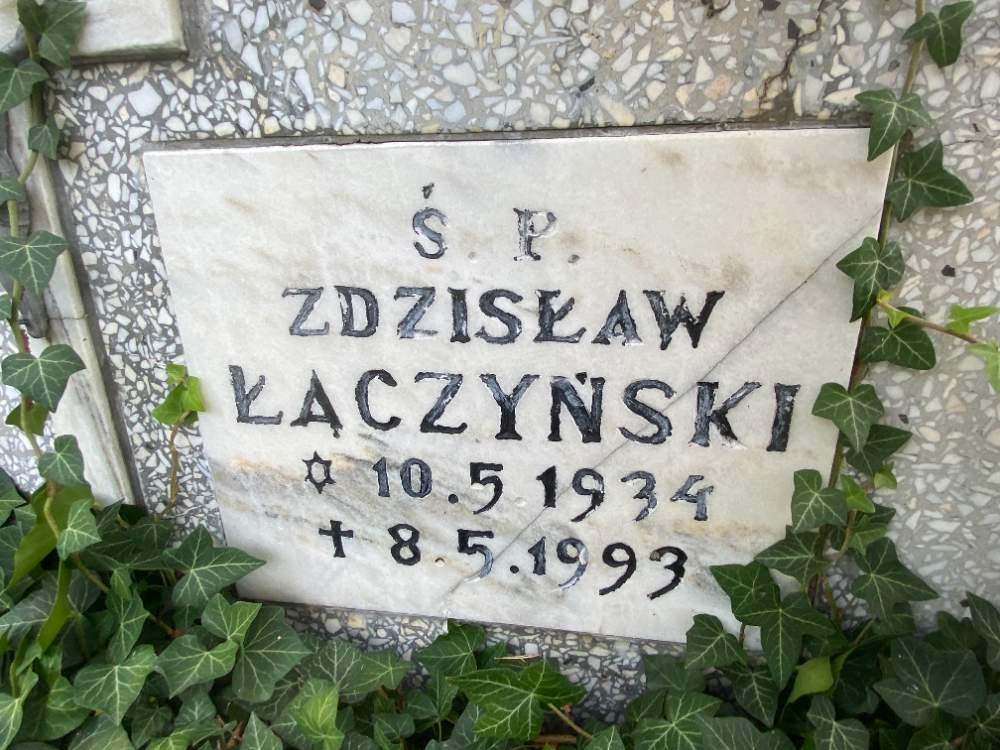 Ś. P.
ZDZISŁAW
ŁĄCZYŃSKI
✡ 10.5.1934
✝ 8.5.1993